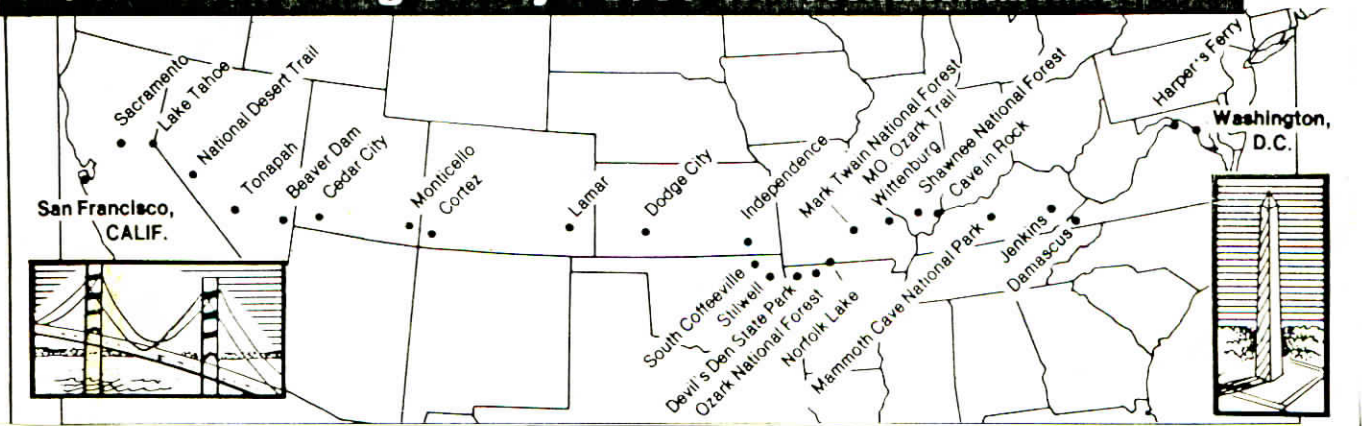 Sacramento
Lake Tahoe
National Desert Trail
Tonapah
Beaver Dam
Cedar City
Monticello
Cortez
Lamar
Dodge City
Independence
Mark Twain National Forest
MO. Ozark Trail
Wittenburg
Shawnee National Forest
Cave in Rock
Harper's Ferry
Washington,
D.C.
San Francisco,
CALIF.
South Coffeeville
Stilwell
Devil's Den State Park
Ozark National Forest
Norfolk Lake
Mammoth Cave National Park
Jenkins
Damascus